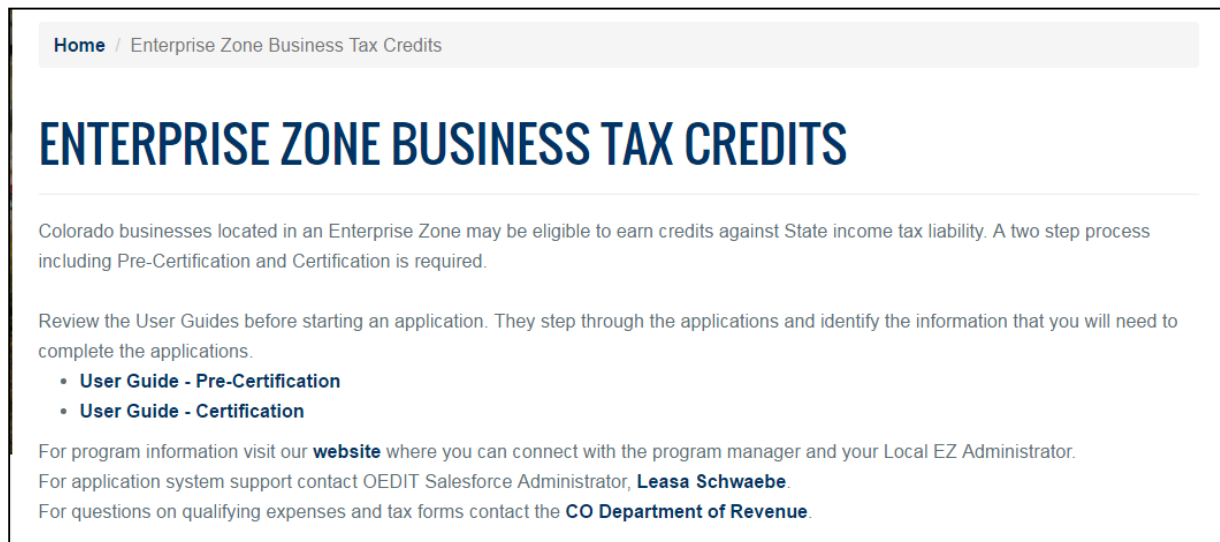 Home / Enterprise Zone Business Tax Credits
ENTERPRISE ZONE BUSINESS TAX CREDITS
Colorado businesses located in an Enterprise Zone may be eligible to earn credits against State income tax liability. A two step process
including Pre-Certification and Certification is required.
Review the User Guides before starting an application. They step through the applications and identify the information that you will need to
complete the applications.
• User Guide - Pre-Certification
• User Guide - Certification
For program information visit our website where you can connect with the program manager and your Local EZ Administrator.
For application system support contact OEDIT Salesforce Administrator, Leasa Schwaebe.
For questions on qualifying expenses and tax forms contact the CO Department of Revenue.